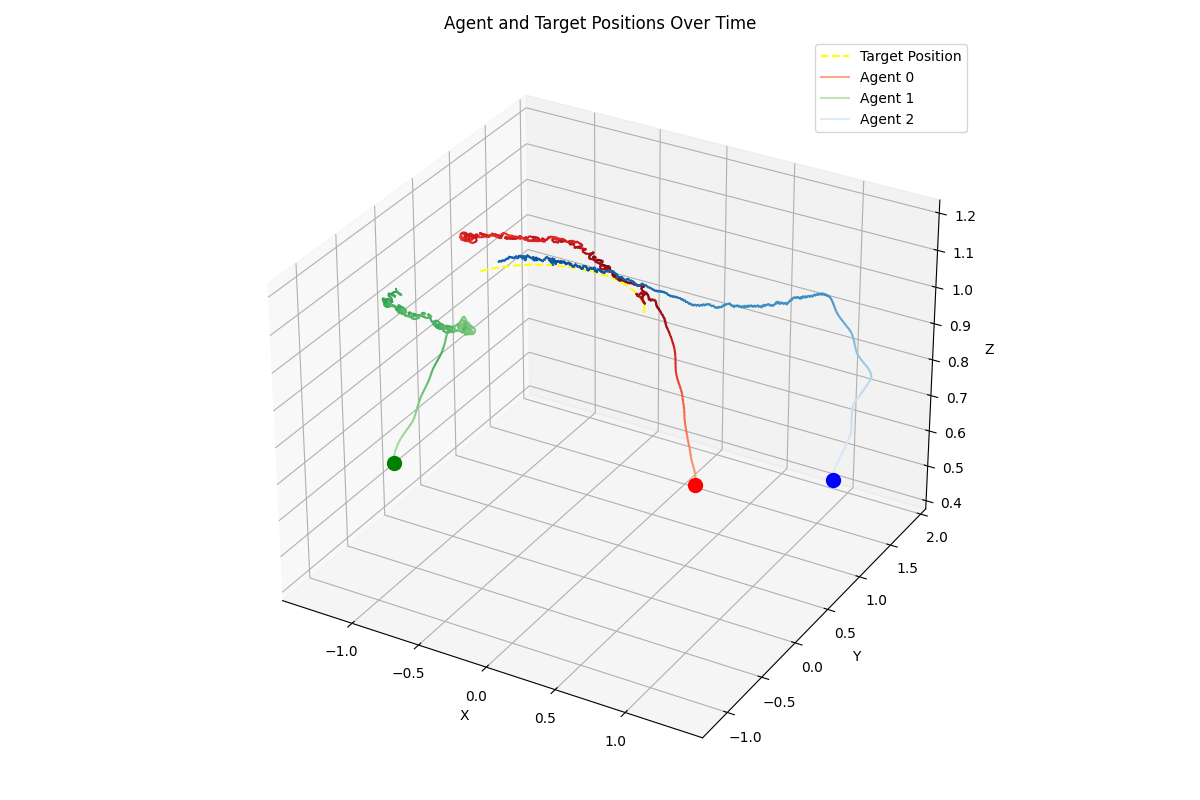 Agent and Target Positions Over Time
Target Position
Agent 0
Agent 1
Agent 2
1.2
1.1
1.0
0.9
0.8
0.7
0.6
0.5
0.4
Z
2.0
1.5
1.0
0.5
0.0
−0.5
−1.0
Y
−1.0
−0.5
0.0
0.5
1.0
X